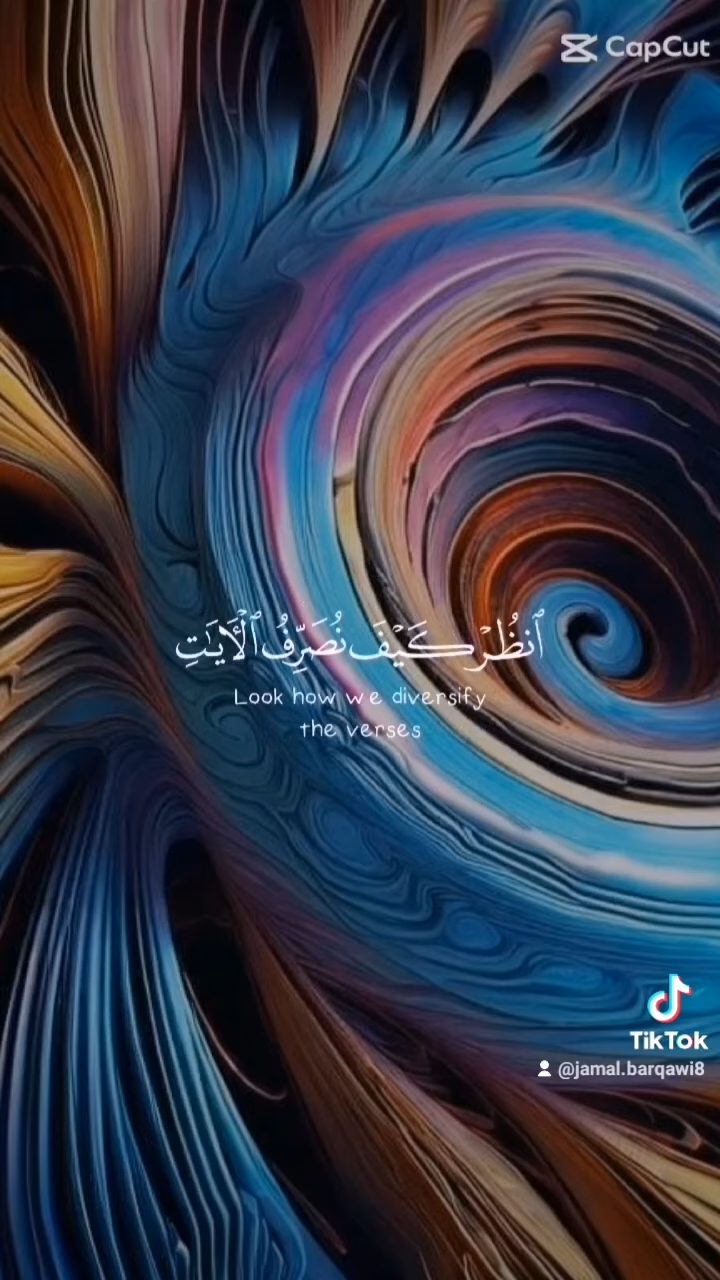 CapCut
ٱنظُرْ كَيْفَ نُصَرِّفُ ٱلْأَيَـٰتِ
Look how we diversify
the verses
TikTok
@jamal.barqawi8